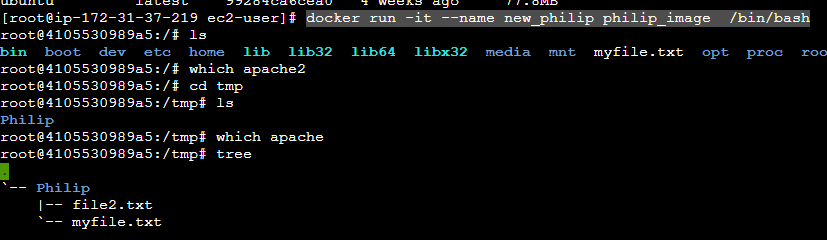 ubuntu latest 99284ca6cea0 4 weeks ago 77.8MB
[root@ip-172-31-37-219 ec2-user]# docker run -it --name new_philip philip_image /bin/bash
root@4105530989a5:/# ls
bin boot dev etc home lib lib32 lib64 libx32 media mnt myfile.txt opt proc roo
root@4105530989a5:/# which apache2
root@4105530989a5:/# cd tmp
root@4105530989a5:/tmp# ls
Philip
root@4105530989a5:/tmp# which apache
root@4105530989a5:/tmp# tree
.
`-- Philip
|-- file2.txt
`-- myfile.txt